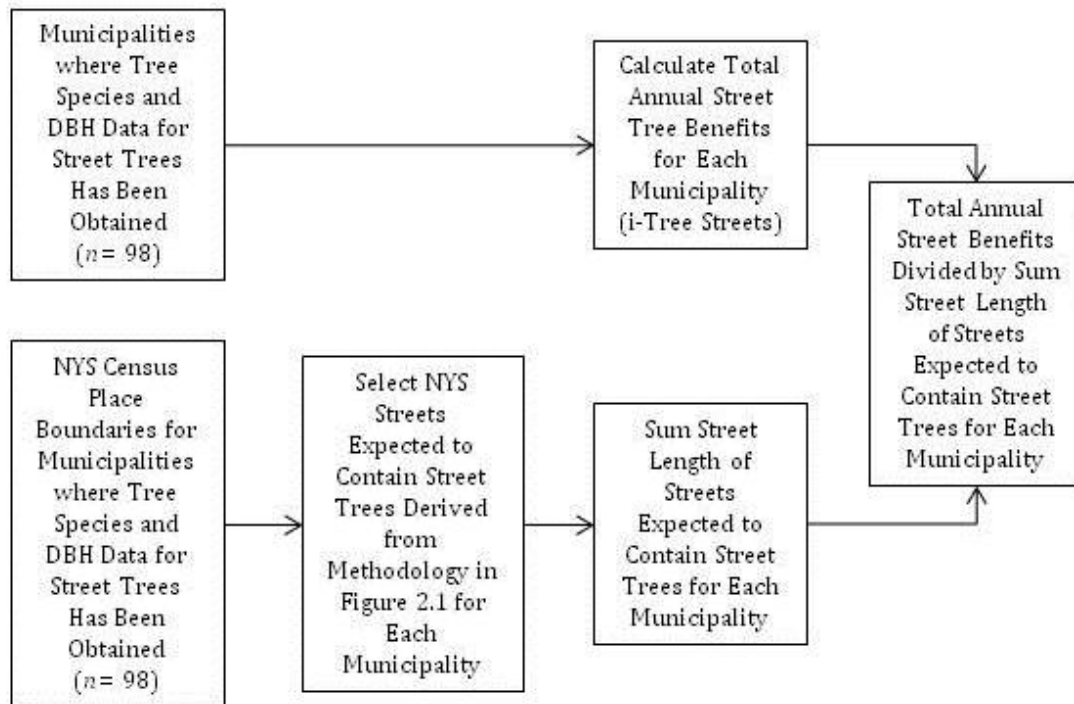 Municipalities
where Tree
Species and
DBH Data for
Street Trees
Has Been
Obtained
(n = 98)
Calculate Total
Annual Street
Tree Benefits
for Each
Municipality
(i-Tree Streets)
Total Annual
Street Benefits
Divided by Sum
Street Length
of Streets
Expected to
Contain Street
Trees for Each
Municipality
NYS Census
Place
Boundaries for
Municipalities
where Tree
Species and
DBH Data for
Street Trees
Has Been
Obtained
(n = 98)
Select NYS
Streets
Expected to
Contain Street
Trees Derived
from
Methodology in
Figure 2.1 for
Each
Municipality
Sum Street
Length of
Streets
Expected to
Contain Street
Trees for Each
Municipality